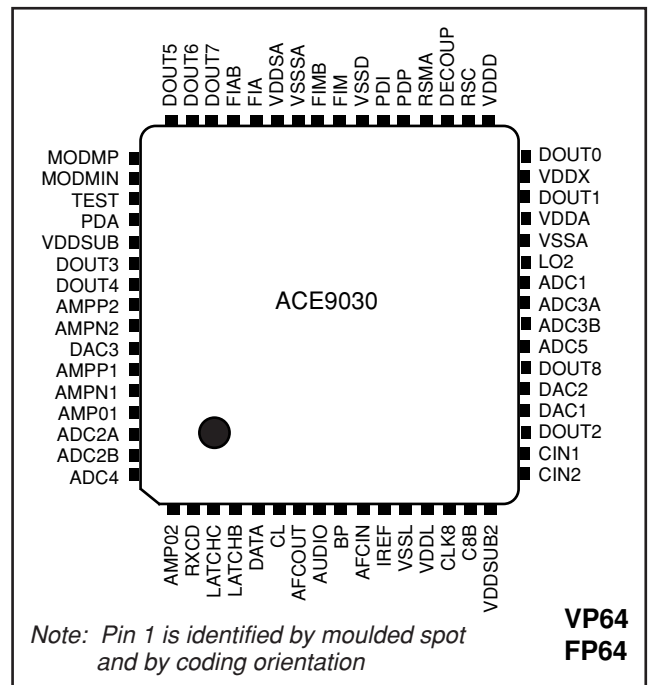 DOUT5
DOUT6
DOUT7
FIAB
FIA
VDDSA
VSSSA
FIMB
FIM
VSSD
PDI
PDP
RSMA
DECOUP
RSC
VDDD
MODMP
MODMIN
TEST
PDA
VDDSUB
DOUT3
DOUT4
AMPP2
AMPN2
DAC3
AMPP1
AMPN1
AMP01
ADC2A
ADC2B
ADC4
ACE9030
DOUT0
VDDX
DOUT1
VDDA
VSSA
LO2
ADC1
ADC3A
ADC3B
ADC5
DOUT8
DAC2
DAC1
DOUT2
CIN1
CIN2
AMP02
RXCD
LATCHC
LATCHB
DATA
CL
AFCOUT
AUDIO
BP
AFCIN
IREF
VSSL
VDDL
CLK8
C8B
VDDSUB2
Note: Pin 1 is identified by moulded spot
and by coding orientation
VP64
FP64